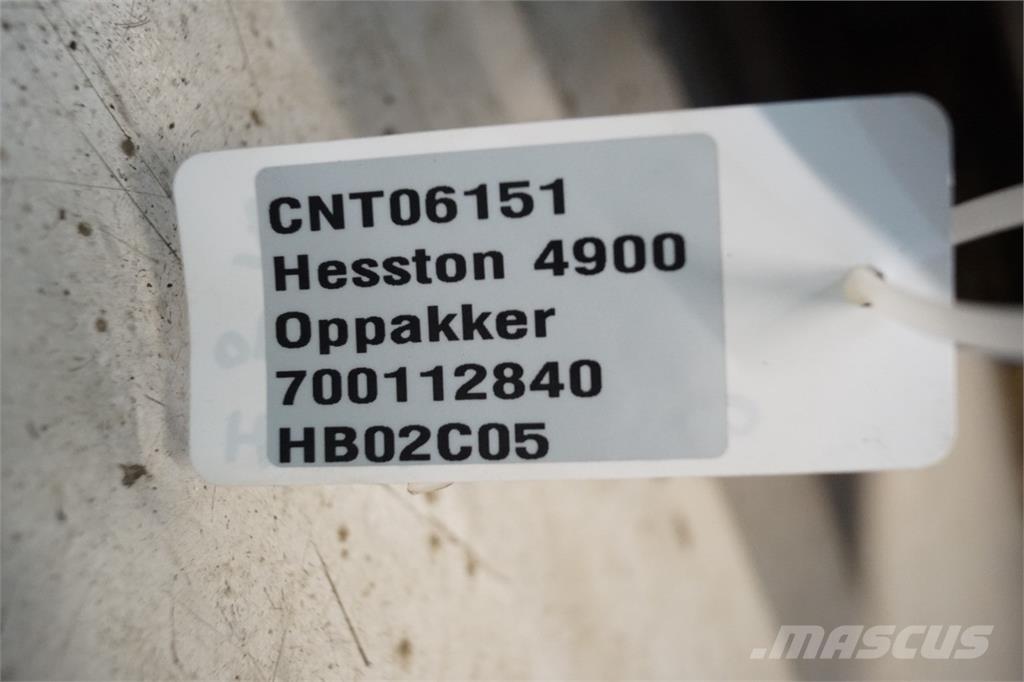 CNT06151
Hesston 4900
Oppakker
700112840
HB02C05
MASCUS